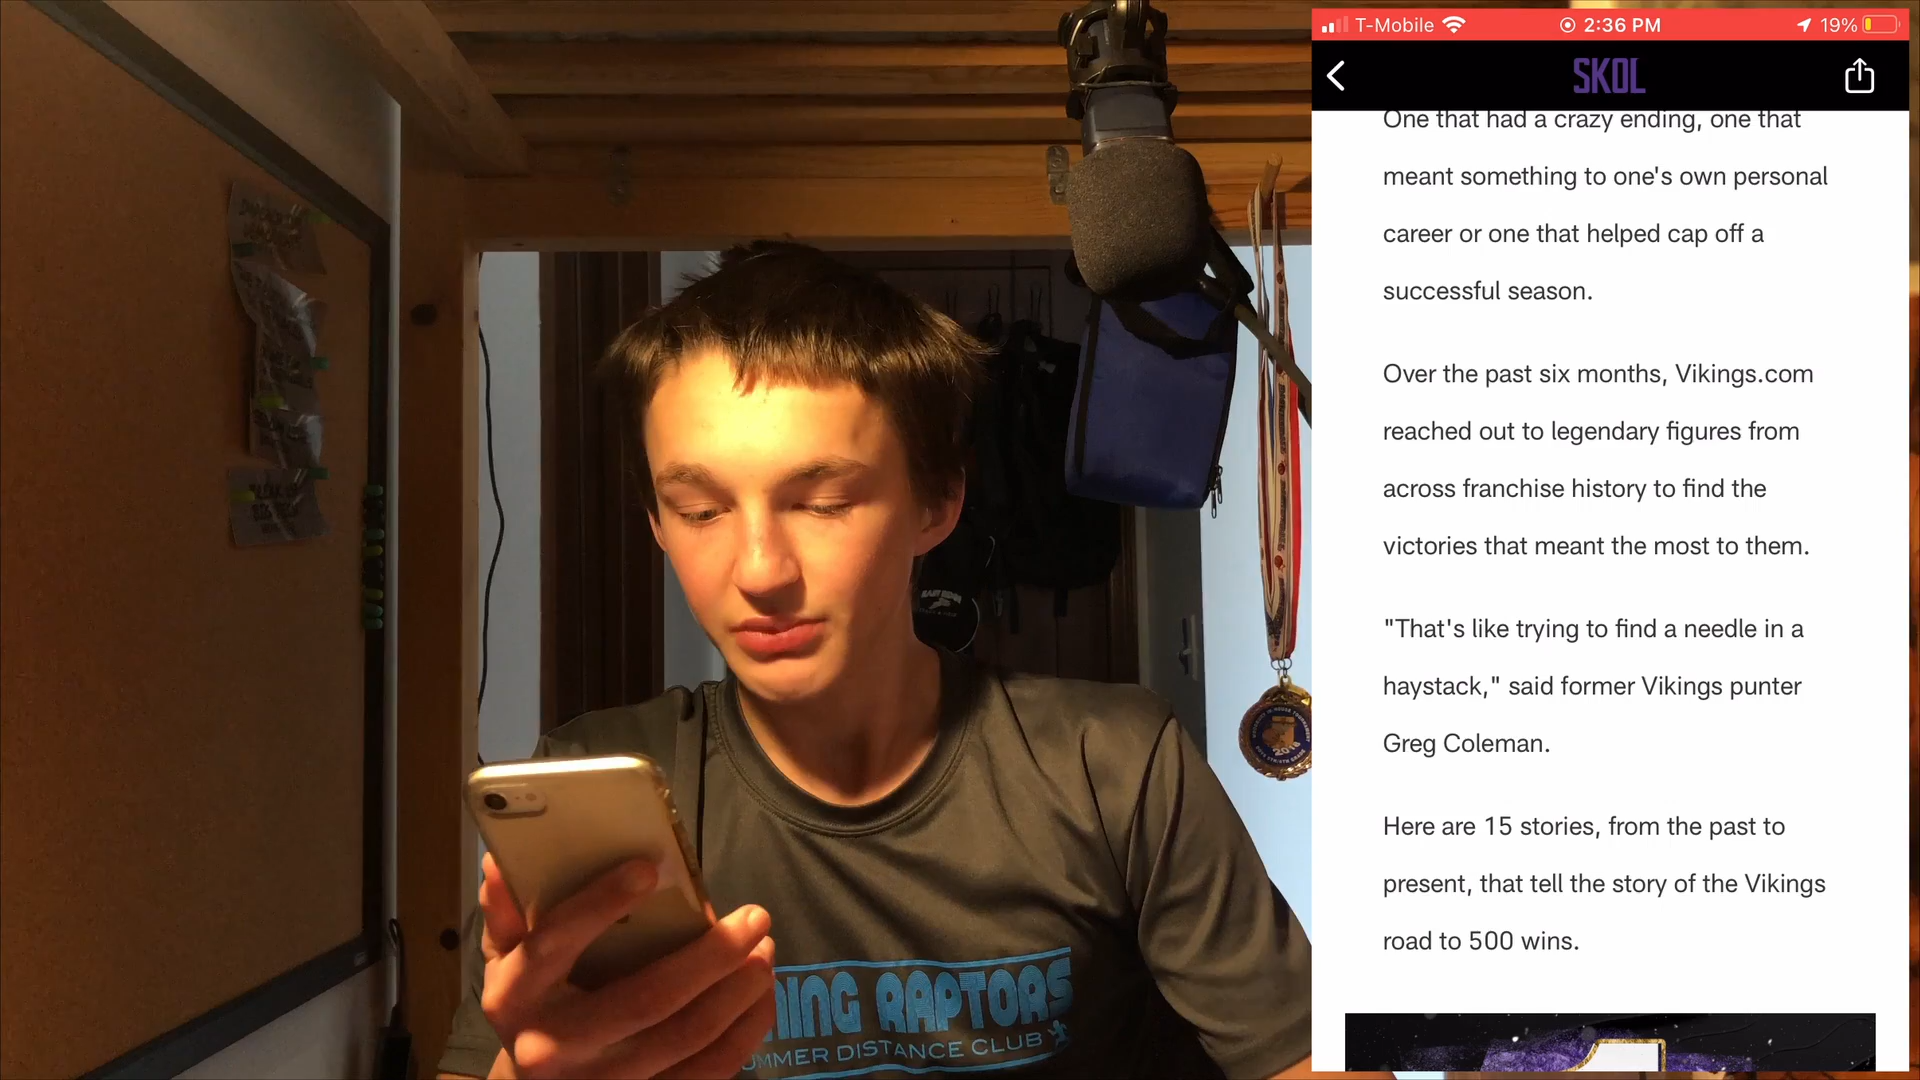 T-Mobile
2:36 PM
19%
SKOL
One that had a crazy ending, one that
meant something to one's own personal
career or one that helped cap off a
successful season.
Over the past six months, Vikings.com
reached out to legendary figures from
across franchise history to find the
victories that meant the most to them.
"That's like trying to find a needle in a
haystack," said former Vikings punter
Greg Coleman.
Here are 15 stories, from the past to
present, that tell the story of the Vikings
road to 500 wins.
RAPTORS
DISTANCE CLUB
2018